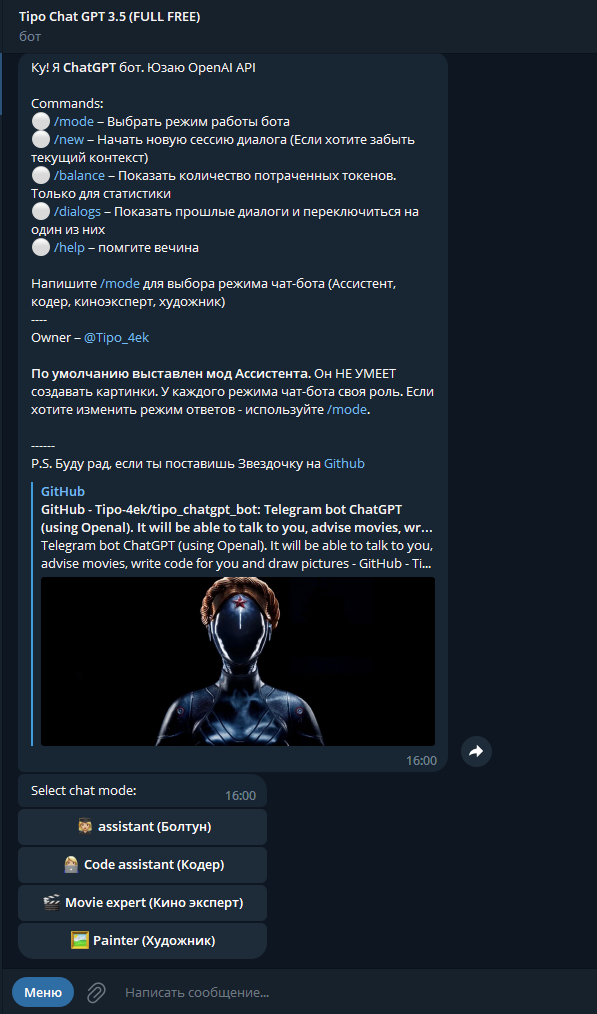 Tipo Chat GPT 3.5 (FULL FREE)
бот
Ку! Я ChatGPT бот. Юзаю OpenAI API
Commands:
/mode – Выбрать режим работы бота
/new – Начать новую сессию диалога (Если хотите забыть
текущий контекст)
/balance – Показать количество потраченных токенов.
Только для статистики
/dialogs – Показать прошлые диалоги и переключиться на
один из них
/help – помгите вечина
Напишите /mode для выбора режима чат-бота (Ассистент,
кодер, киноэксперт, художник)
----
Owner – @Tipo_4ek
По умолчанию выставлен мод Ассистента. Он НЕ УМЕЕТ
создавать картинки. У каждого режима чат-бота своя роль. Если
хотите изменить режим ответов - используйте /mode.
------
P.S. Буду рад, если ты поставишь Звездочку на Github
GitHub
GitHub - Tipo-4ek/tipo_chatgpt_bot: Telegram bot ChatGPT
(using Openal). It will be able to talk to you, advise movies, wr...
Telegram bot ChatGPT (using Openal). It will be able to talk to you,
advise movies, write code for you and draw pictures - GitHub - Ti...
16:00
Select chat mode:
16:00
assistant (Болтун)
Code assistant (Кодер)
Movie expert (Кино эксперт)
Painter (Художник)
Меню
Написать сообщение...